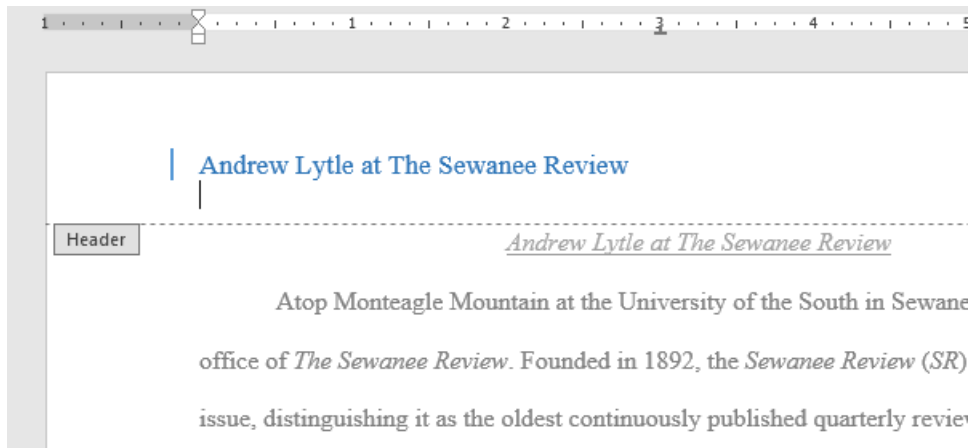 1 1 2 3 4 5
Andrew Lytle at The Sewanee Review
Header
Andrew Lytle at The Sewanee Review
Atop Monteagle Mountain at the University of the South in Sewane
office of The Sewanee Review. Founded in 1892, the Sewanee Review (SR)
issue, distinguishing it as the oldest continuously published quarterly review